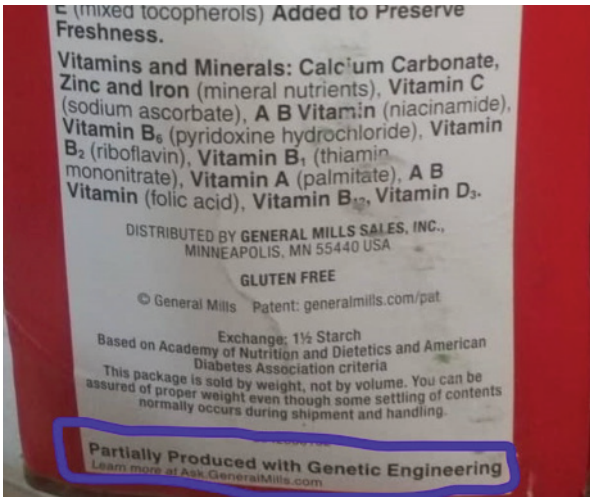 E (mixed tocopherols) Added to Preserve
Freshness.
Vitamins and Minerals: Calcium Carbonate,
Zinc and Iron (mineral nutrients), Vitamin C
(sodium ascorbate), A B Vitamin (niacinamide),
Vitamin B₆ (pyridoxine hydrochloride), Vitamin
B₂ (riboflavin), Vitamin B₁ (thiamin
mononitrate), Vitamin A (palmitate), A B
Vitamin (folic acid), Vitamin B₁₂, Vitamin D₃.
DISTRIBUTED BY GENERAL MILLS SALES, INC.,
MINNEAPOLIS, MN 55440 USA
GLUTEN FREE
© General Mills Patent: generalmills.com/pat
Exchange: 1½ Starch
Based on Academy of Nutrition and Dietetics and American
Diabetes Association criteria
This package is sold by weight, not by volume. You can be
assured of proper weight even though some settling of contents
normally occurs during shipment and handling.
Partially Produced with Genetic Engineering
Learn more at Ask.GeneralMills.com